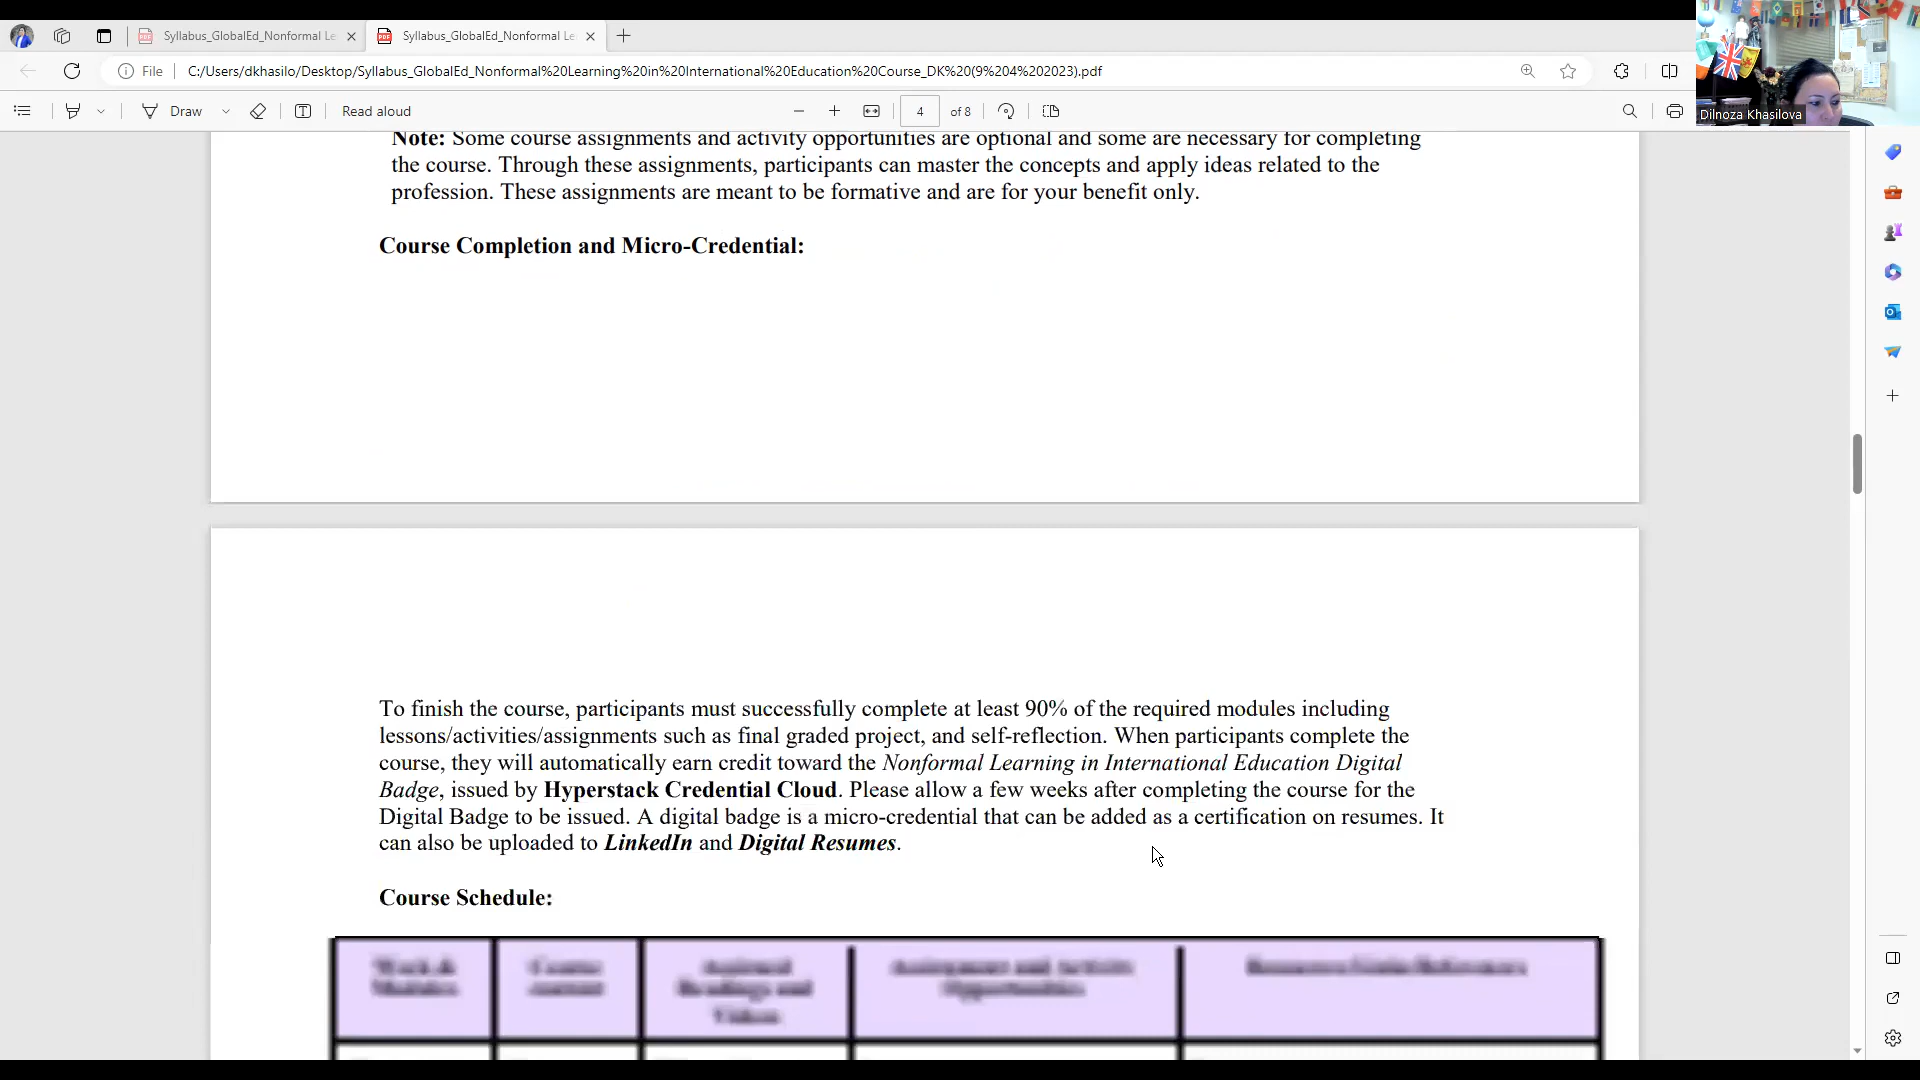 Syllabus_GlobalEd_Nonformal Le
Syllabus_GlobalEd_Nonformal Le
File
C:/Users/dkhasilo/Desktop/Syllabus_GlobalEd_Nonformal%20Learning%20in%20International%20Education%20Course_DK%20(9%204%202023).pdf
Draw
Read aloud
4 of 8
Dilnoza Khasilova
Note: Some course assignments and activity opportunities are optional and some are necessary for completing
the course. Through these assignments, participants can master the concepts and apply ideas related to the
profession. These assignments are meant to be formative and are for your benefit only.
Course Completion and Micro-Credential:
To finish the course, participants must successfully complete at least 90% of the required modules including
lessons/activities/assignments such as final graded project, and self-reflection. When participants complete the
course, they will automatically earn credit toward the Nonformal Learning in International Education Digital
Badge, issued by Hyperstack Credential Cloud. Please allow a few weeks after completing the course for the
Digital Badge to be issued. A digital badge is a micro-credential that can be added as a certification on resumes. It
can also be uploaded to LinkedIn and Digital Resumes.
Course Schedule: